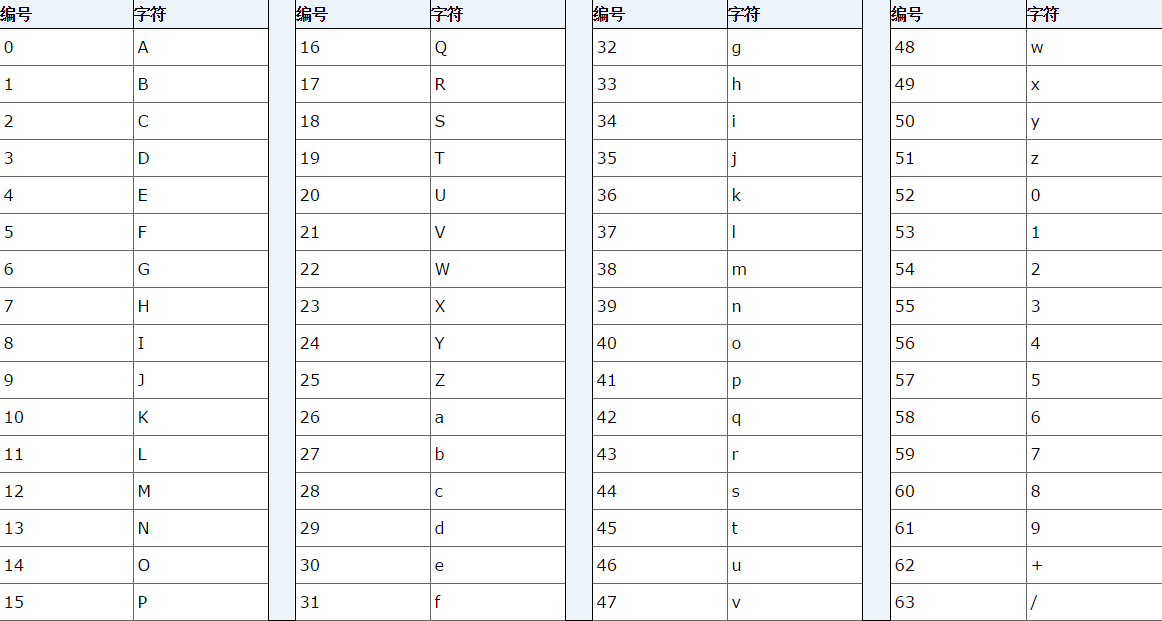 编号 字符 编号 字符 编号 字符 编号 字符
0 A 16 Q 32 g 48 w
1 B 17 R 33 h 49 x
2 C 18 S 34 i 50 y
3 D 19 T 35 j 51 z
4 E 20 U 36 k 52 0
5 F 21 V 37 l 53 1
6 G 22 W 38 m 54 2
7 H 23 X 39 n 55 3
8 I 24 Y 40 o 56 4
9 J 25 Z 41 p 57 5
10 K 26 a 42 q 58 6
11 L 27 b 43 r 59 7
12 M 28 c 44 s 60 8
13 N 29 d 45 t 61 9
14 O 30 e 46 u 62 +
15 P 31 f 47 v 63 /